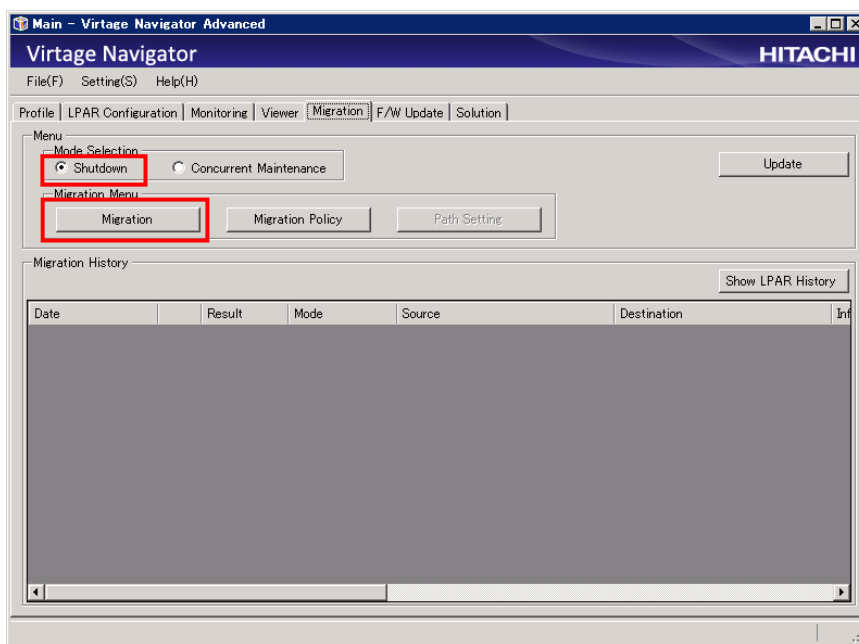 Main - Virtage Navigator Advanced
Virtage Navigator
HITACHI
File(F) Setting(S) Help(H)
Profile LPAR Configuration Monitoring Viewer Migration F/W Update Solution
Menu
Mode Selection
Shutdown Concurrent Maintenance
Update
Migration Menu
Migration Migration Policy Path Setting
Migration History
Show LPAR History
Date Result Mode Source Destination Inf